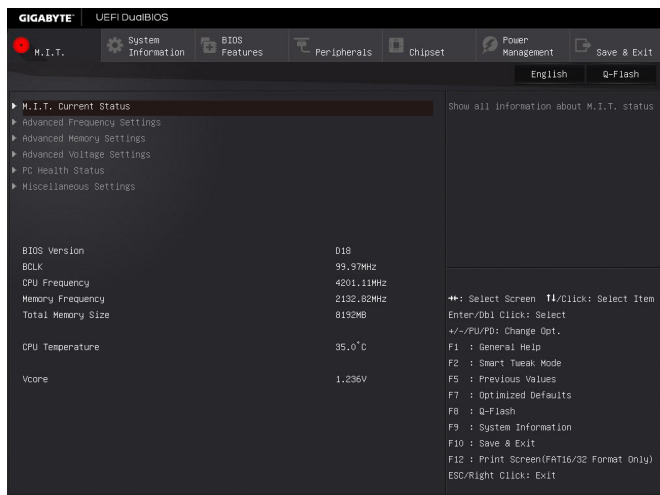 GIGABYTE™ UEFI DualBIOS
M.I.T.
System Information
BIOS Features
Peripherals
Chipset
Power Management
Save & Exit
English Q-Flash
M.I.T. Current Status
Advanced Frequency Settings
Advanced Memory Settings
Advanced Voltage Settings
PC Health Status
Miscellaneous Settings
Show all information about M.I.T. status
BIOS Version D18
BCLK 99.97MHz
CPU Frequency 4201.11MHz
Memory Frequency 2132.82MHz
Total Memory Size 8192MB
CPU Temperature 35.0°C
Vcore 1.236V
→←: Select Screen ↑↓/Click: Select Item
Enter/Dbl Click: Select
+/-/PU/PD: Change Opt.
F1 : General Help
F2 : Smart Tweak Mode
F5 : Previous Values
F7 : Optimized Defaults
F8 : Q-Flash
F9 : System Information
F10 : Save & Exit
F12 : Print Screen(FAT16/32 Format Only)
ESC/Right Click: Exit